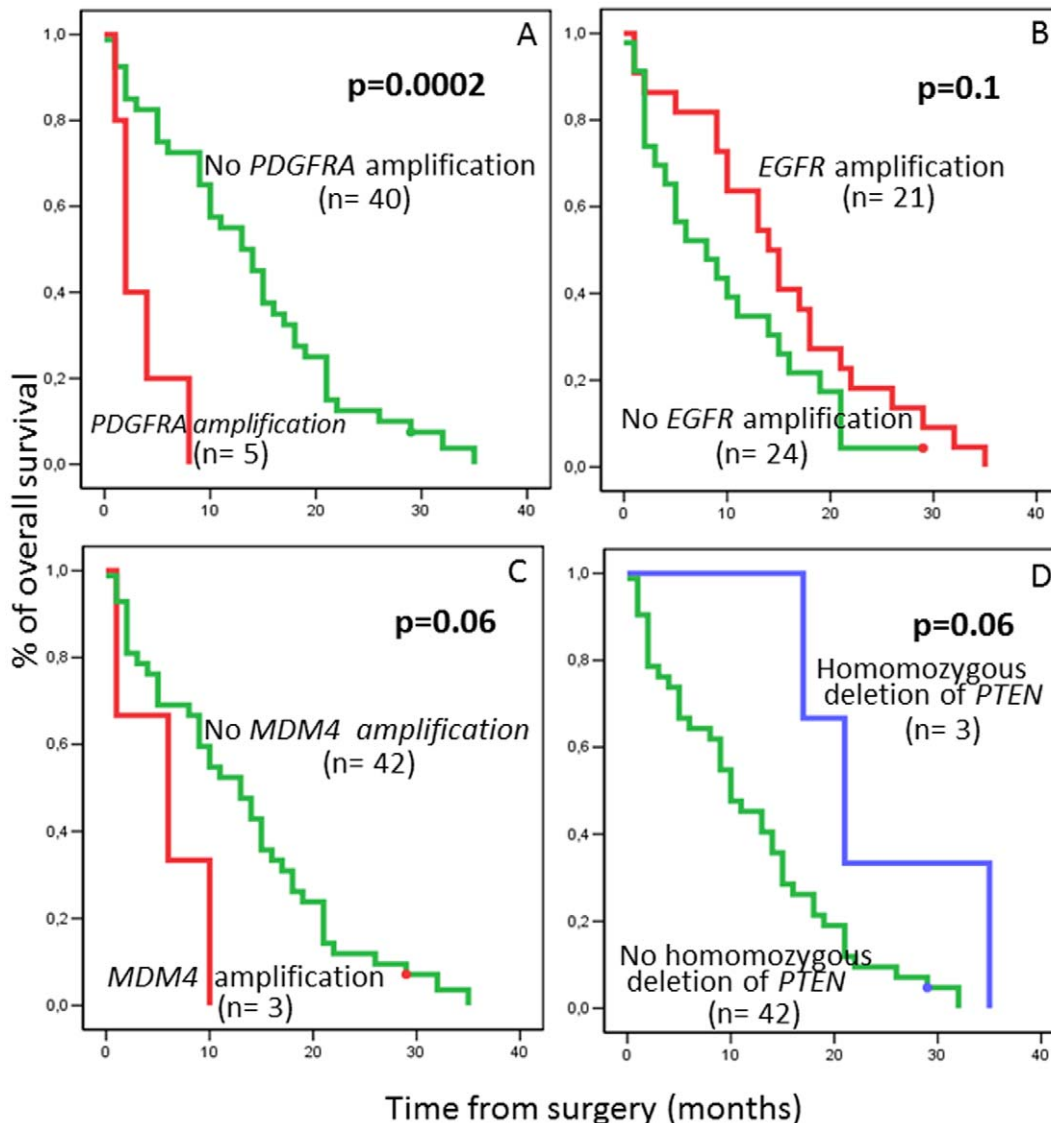 % of overall survival
A
p=0.0002
1,0
0,8
0,6
0,4
0,2
0,0
No PDGFRA amplification
(n= 40)
PDGFRA amplification
(n= 5)
0 10 20 30 40
B
p=0.1
1,0
0,8
0,6
0,4
0,2
0,0
EGFR amplification
(n= 21)
No EGFR amplification
(n= 24)
0 10 20 30 40
C
p=0.06
1,0
0,8
0,6
0,4
0,2
0,0
No MDM4 amplification
(n= 42)
MDM4 amplification
(n= 3)
0 10 20 30 40
D
p=0.06
1,0
0,8
0,6
0,4
0,2
0,0
Homomozygous
deletion of PTEN
(n= 3)
No homomozygous
deletion of PTEN
(n= 42)
0 10 20 30 40
Time from surgery (months)